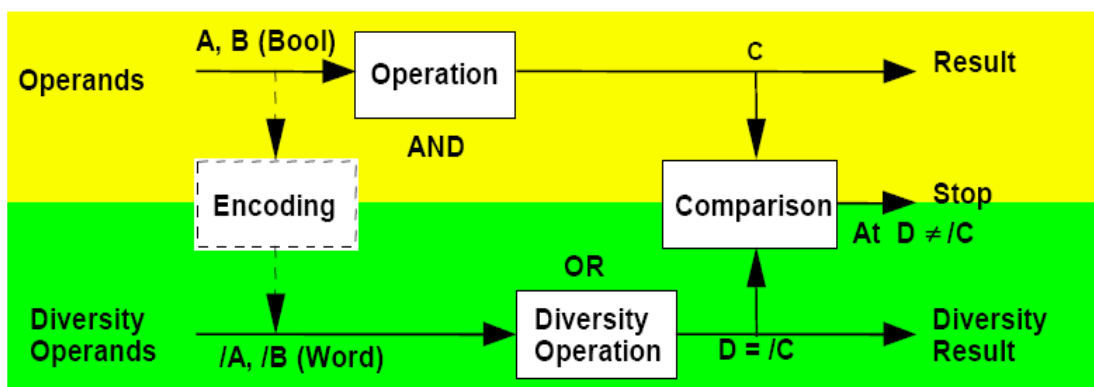 A, B (Bool)
Operands
Operation
C
Result
AND
Encoding
Comparison
Stop
At D ≠ /C
OR
Diversity
Operands
/A, /B (Word)
Diversity
Operation
D = /C
Diversity
Result